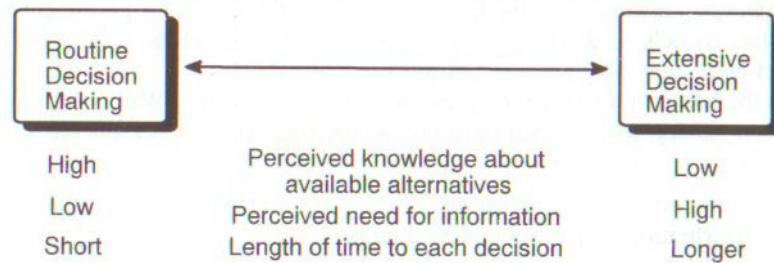 Routine
Decision
Making
Extensive
Decision
Making
High
Perceived knowledge about
available alternatives
Low
Low
Perceived need for information
High
Short
Length of time to each decision
Longer